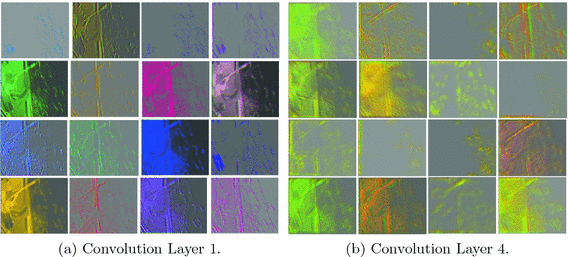 (a) Convolution Layer 1.
(b) Convolution Layer 4.